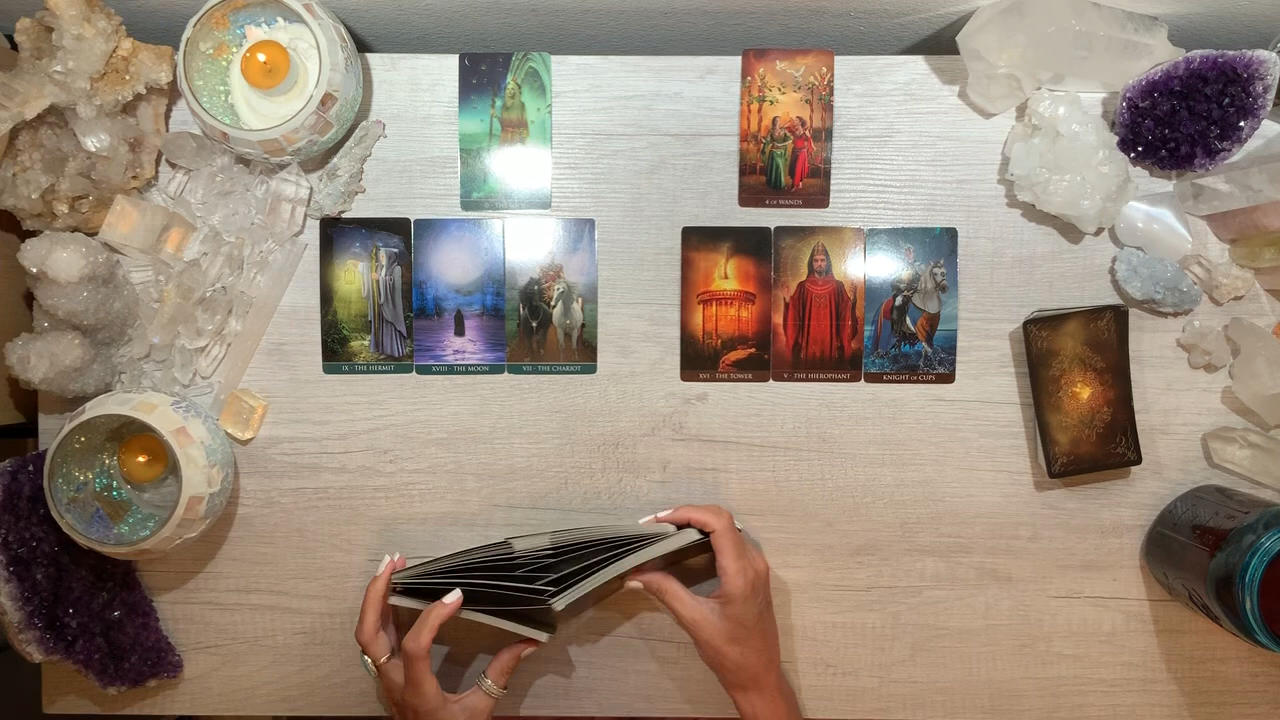 4 OF WANDS
IX - THE HERMIT
XVIII - THE MOON
VII - THE CHARIOT
XVI - THE TOWER
V - THE HIEROPHANT
KNIGHT OF CUPS